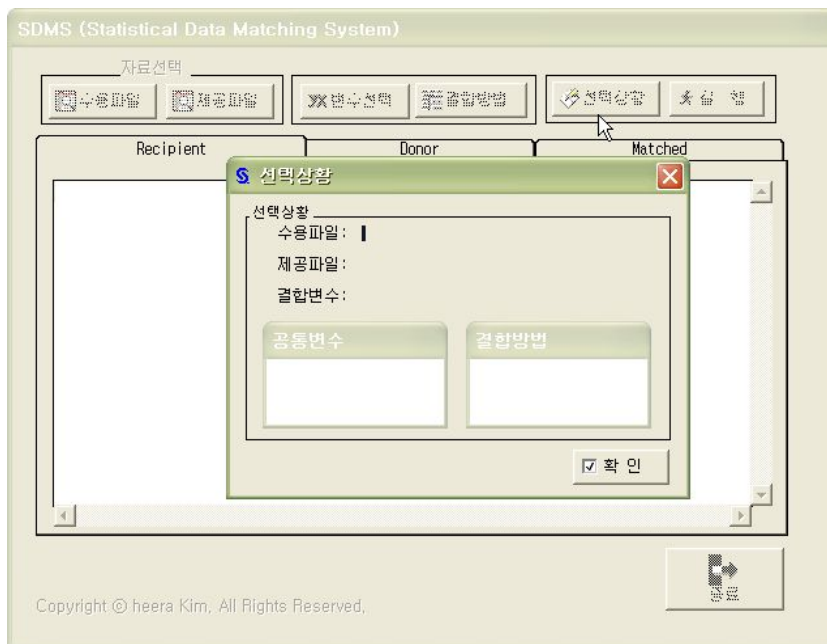 SDMS (Statistical Data Matching System)
자료선택
수용파일 제공파일 변수선택 결합방법 선택상황 실 행
Recipient Donor Matched
선택상황
선택상황
수용파일:
제공파일:
결합변수:
공통변수 결합방법
확 인
종료
Copyright ⓒ heera Kim, All Rights Reserved,